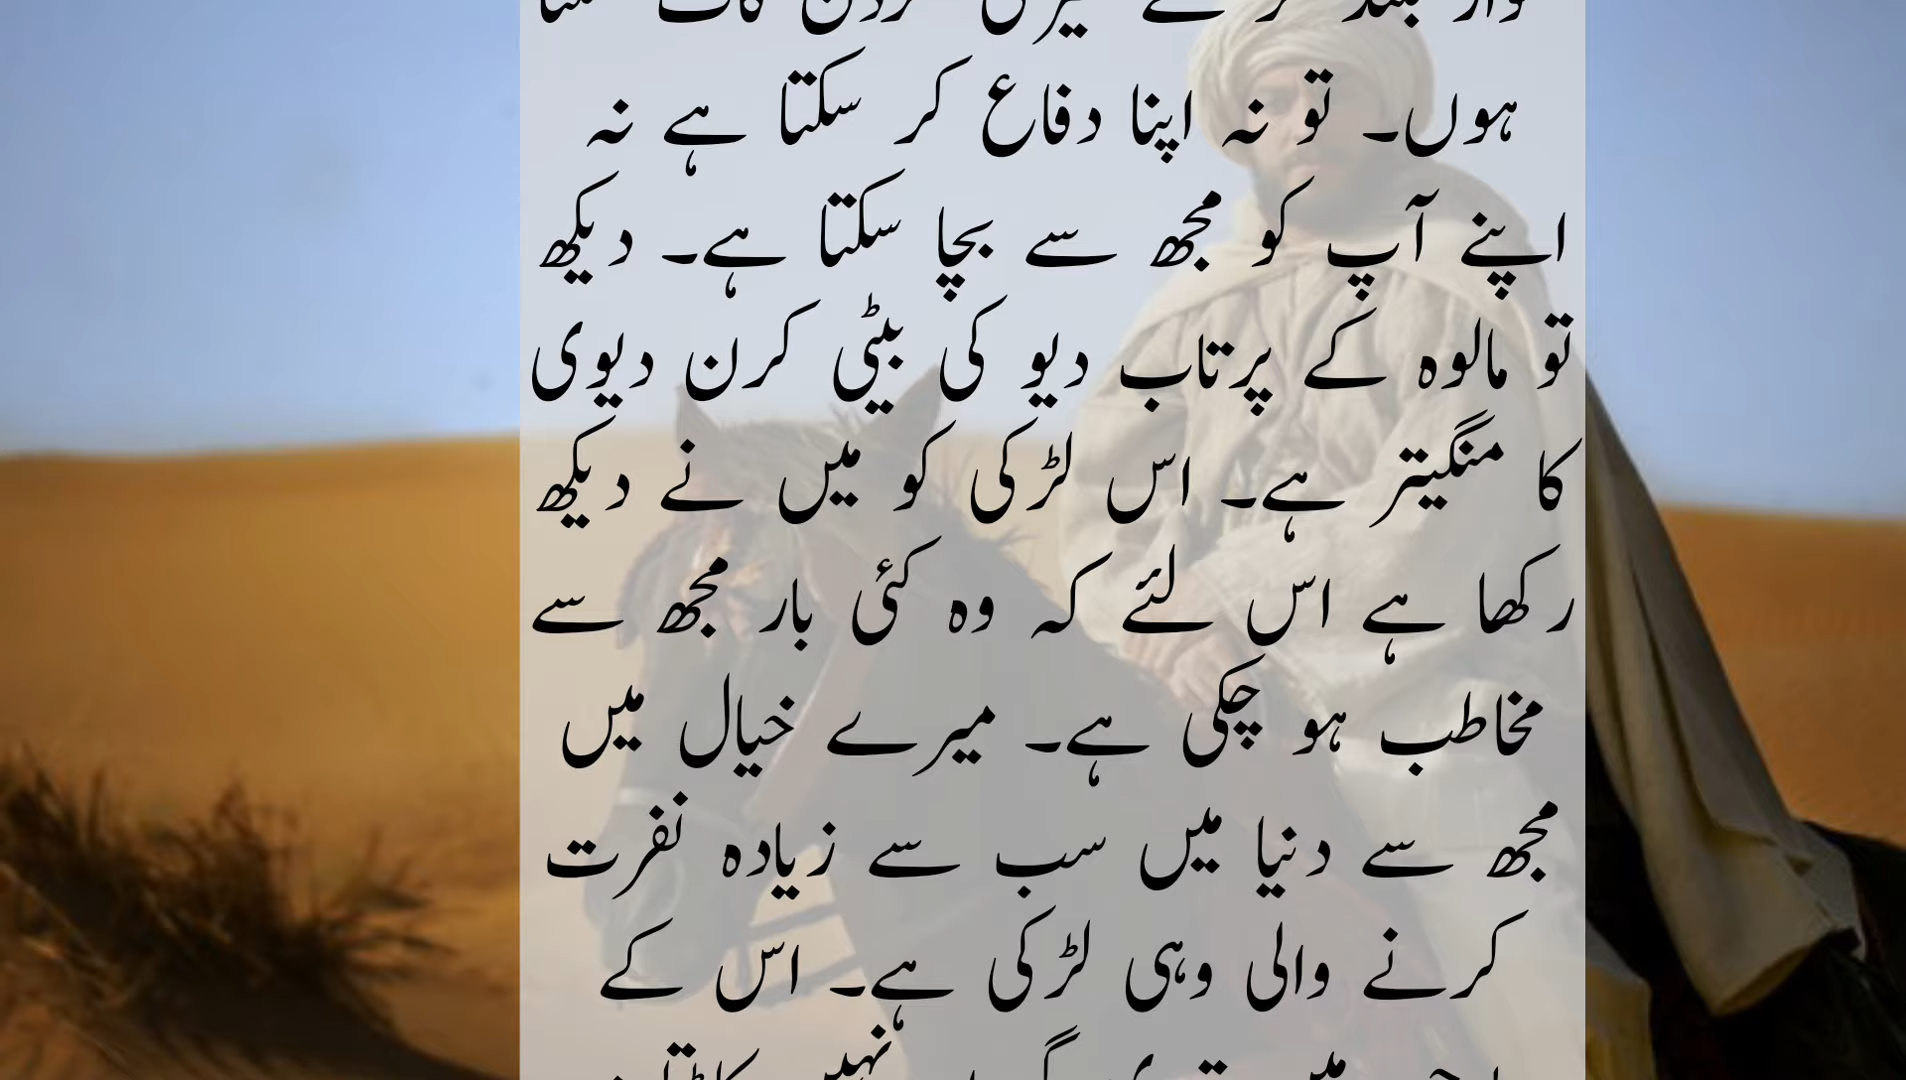 ہوں۔ تو نہ اپنا دفاع کر سکتا ہے نہ
اپنے آپ کو مجھ سے بچا سکتا ہے۔ دیکھ
تو مالوہ کے پرتاب دیو کی بیٹی کرن دیوی
کا منگیتر ہے۔ اس لڑکی کو میں نے دیکھ
رکھا ہے اس لئے کہ وہ کئی بار مجھ سے
مخاطب ہو چکی ہے۔ میرے خیال میں
مجھ سے دنیا میں سب سے زیادہ نفرت
کرنے والی وہی لڑکی ہے۔ اس کے